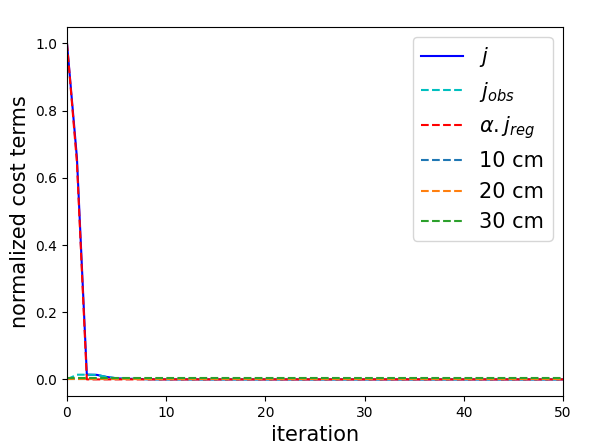 normalized cost terms
1.0
0.8
0.6
0.4
0.2
0.0
0 10 20 30 40 50
iteration
j
j_obs
α.j_reg
10 cm
20 cm
30 cm